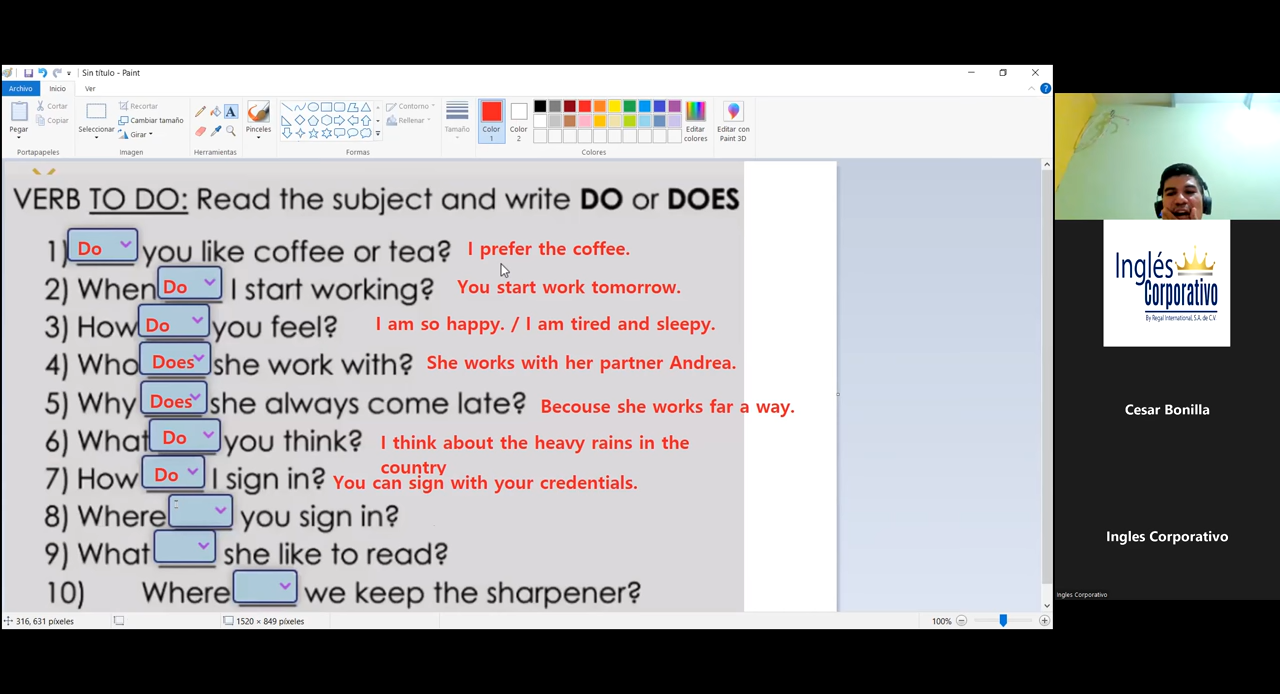 Sin título - Paint
Archivo Inicio Ver
Pegar
Cortar
Copiar
Portapapeles
Seleccionar
Recortar
Cambiar tamaño
Girar
Imagen
Herramientas
Pinceles
Contorno
Rellenar
Formas
Tamaño
Color 1
Color 2
Editar colores
Colores
Editar con Paint 3D
VERB TO DO: Read the subject and write DO or DOES
1) Do you like coffee or tea? I prefer the coffee.
2) When Do I start working? You start work tomorrow.
3) How Do you feel? I am so happy. / I am tired and sleepy.
4) Who Does she work with? She works with her partner Andrea.
5) Why Does she always come late? Becouse she works far a way.
6) What Do you think? I think about the heavy rains in the
country
7) How Do I sign in? You can sign with your credentials.
8) Where you sign in?
9) What she like to read?
10) Where we keep the sharpener?
316, 631 píxeles
1520 × 849 píxeles
100%
Inglés
Corporativo
By Regal International, S.A. de C.V.
Cesar Bonilla
Ingles Corporativo
Ingles Corporativo